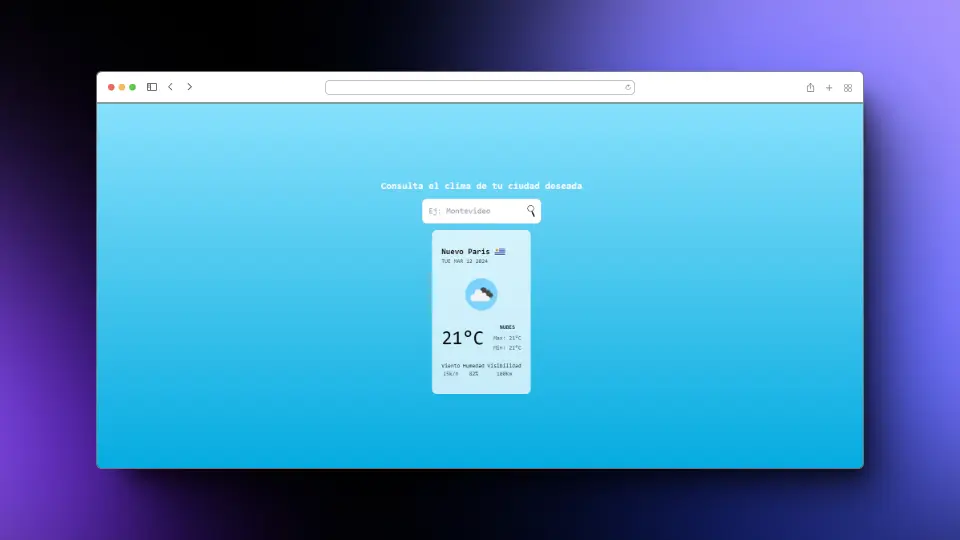 Consulta el clima de tu ciudad deseada
Ej: Montevideo
Nuevo Paris
TUE MAR 12 2024
21°C
NUBES
Max: 21°C
Min: 21°C
Viento Humedad Visibilidad
15k/h 82% 100Km